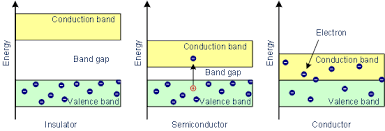 Energy
Conduction band
Band gap
Valence band
Insulator
Energy
Conduction band
Band gap
Valence band
Semiconductor
Energy
Electron
Conduction band
Valence band
Conductor